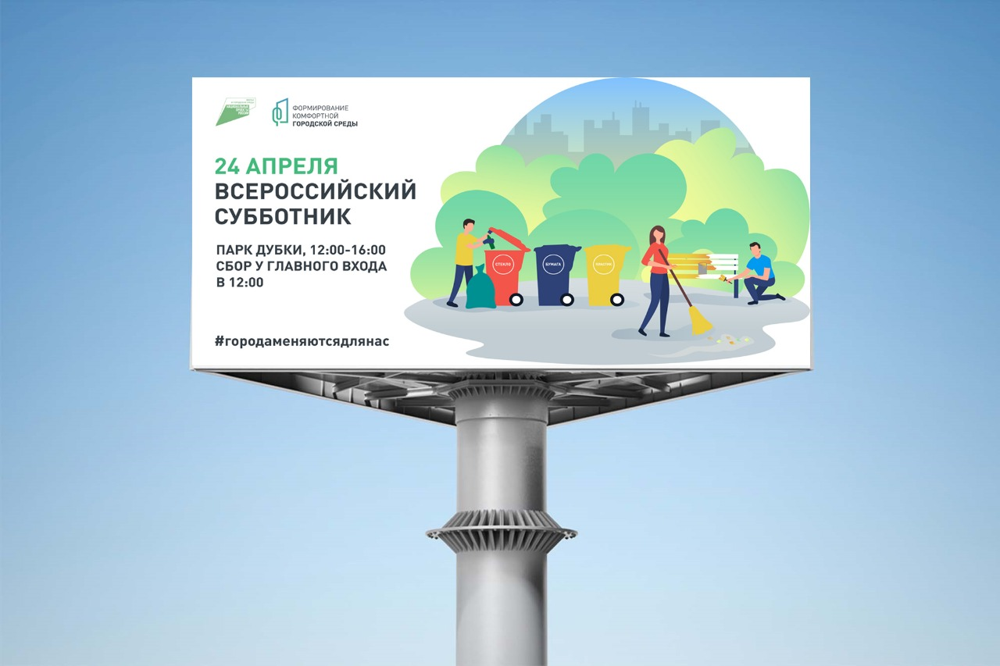 НАЦИОНАЛЬНЫЕ
ПРОЕКТЫ
РОССИИ
ФОРМИРОВАНИЕ
КОМФОРТНОЙ
ГОРОДСКОЙ СРЕДЫ
24 АПРЕЛЯ
ВСЕРОССИЙСКИЙ
СУББОТНИК
ПАРК ДУБКИ, 12:00-16:00
СБОР У ГЛАВНОГО ВХОДА
В 12:00
#городаменяютсядлянас
СТЕКЛО
БУМАГА
ПЛАСТИК